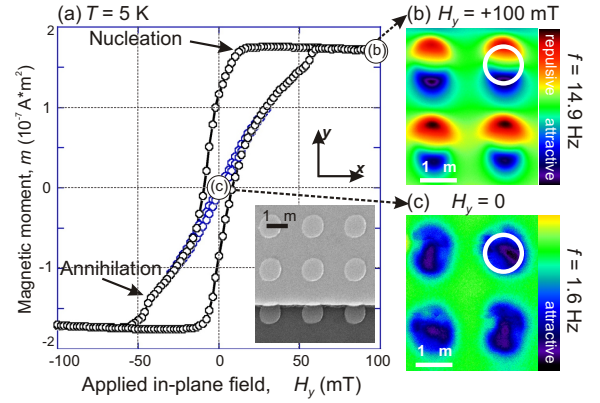 (a) T = 5 K
Nucleation
Annihilation
(b)
(c)
y
x
1 m
2
1
0
-1
-2
-100 -50 0 50 100
Magnetic moment, m (10⁻⁷ A*m²)
Applied in-plane field, Hy (mT)
(b) Hy = +100 mT
repulsive
attractive
f = 14.9 Hz
1 m
(c) Hy = 0
attractive
f = 1.6 Hz
1 m